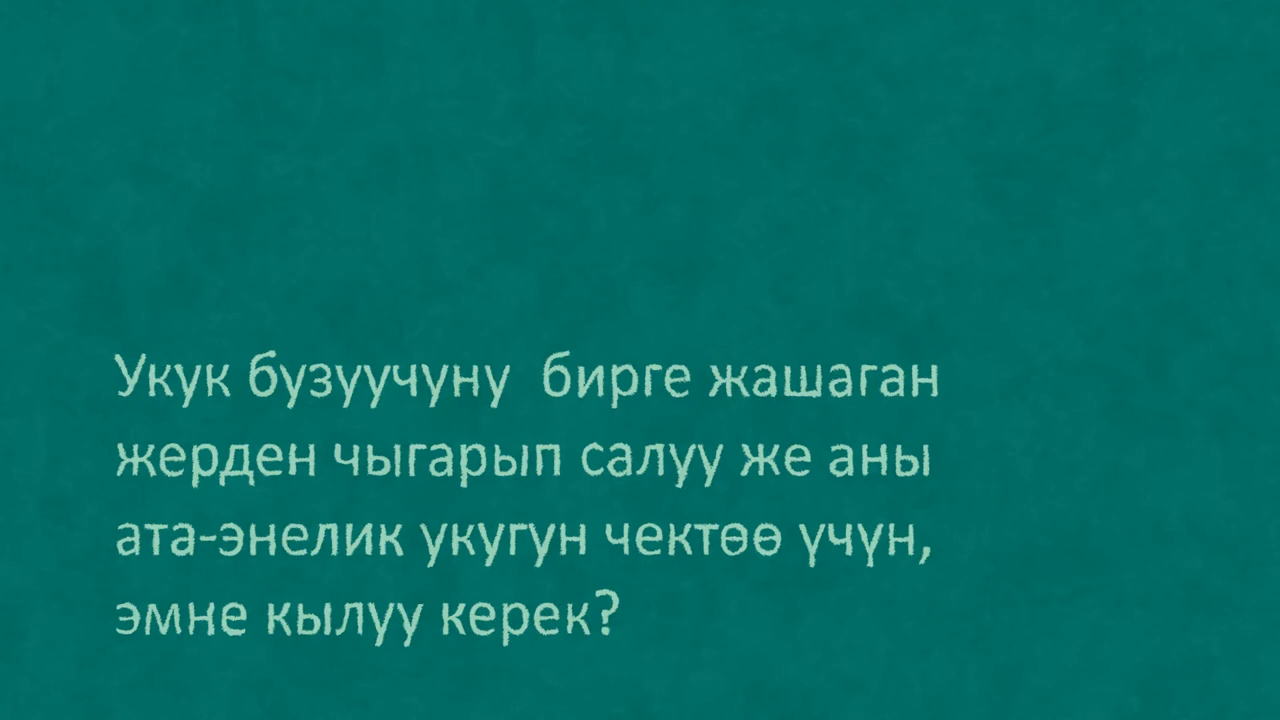 Укук бузуучуну бирге жашаган
жерден чыгарып салуу же аны
ата-энелик укугун чектөө үчүн,
эмне кылуу керек?